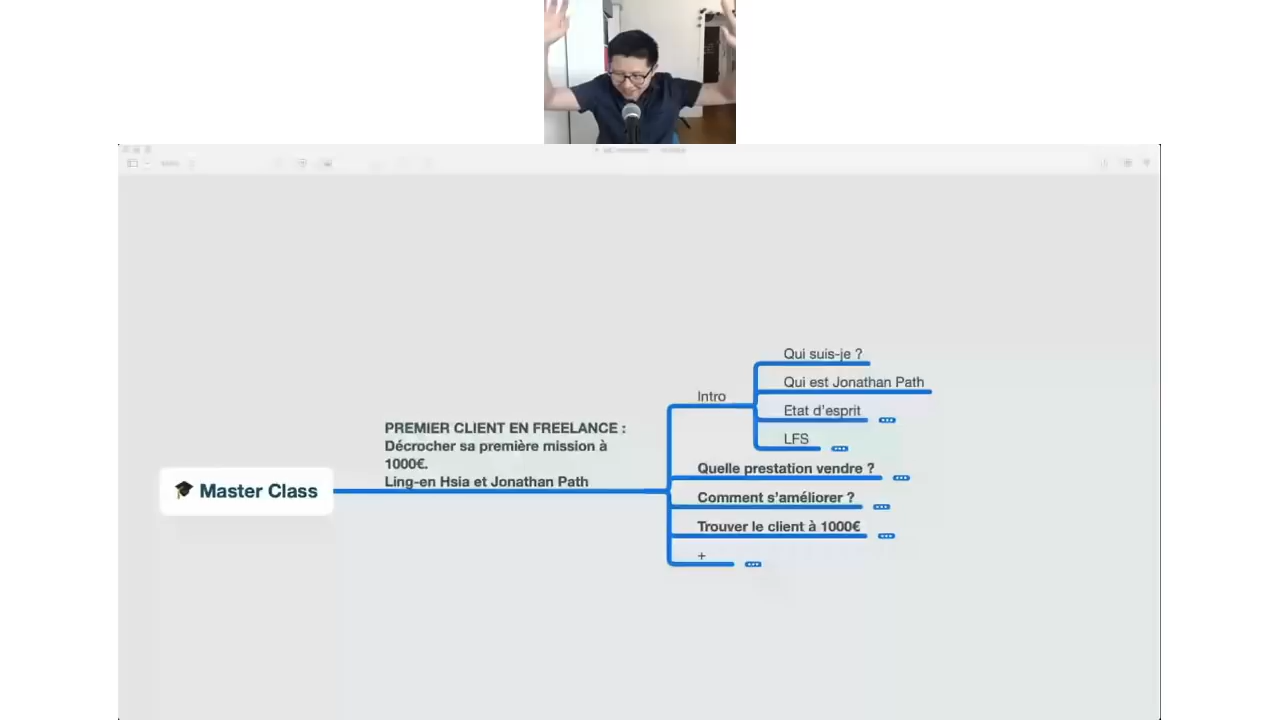 🎓 Master Class
PREMIER CLIENT EN FREELANCE :
Décrocher sa première mission à
1000€.
Ling-en Hsia et Jonathan Path
Intro
Qui suis-je ?
Qui est Jonathan Path
Etat d'esprit
LFS
Quelle prestation vendre ?
Comment s'améliorer ?
Trouver le client à 1000€
+